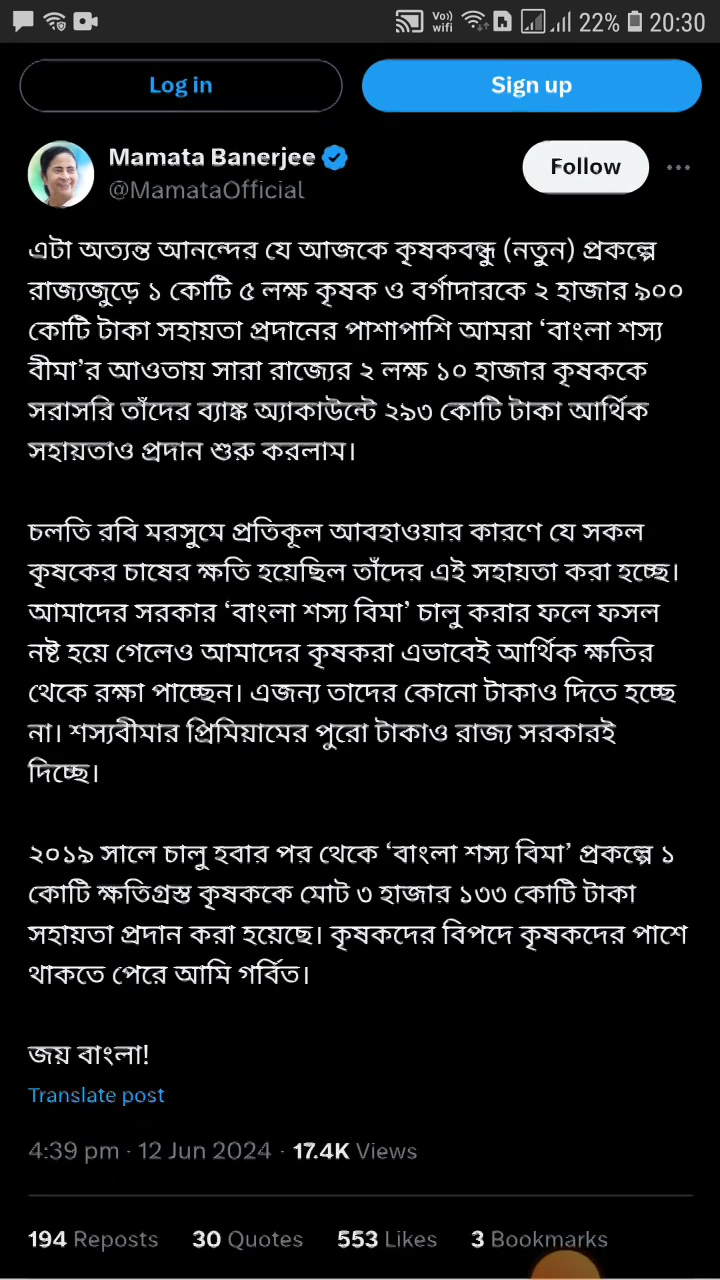 Vo))
wifi
22%
20:30
Log in
Sign up
Mamata Banerjee
@MamataOfficial
Follow
এটা অত্যন্ত আনন্দের যে আজকে কৃষকবন্ধু (নতুন) প্রকল্পে
রাজ্যজুড়ে ১ কোটি ৫ লক্ষ কৃষক ও বর্গাদারকে ২ হাজার ৯০০
কোটি টাকা সহায়তা প্রদানের পাশাপাশি আমরা ‘বাংলা শস্য
বীমা’র আওতায় সারা রাজ্যের ২ লক্ষ ১০ হাজার কৃষককে
সরাসরি তাঁদের ব্যাঙ্ক অ্যাকাউন্টে ২৯৩ কোটি টাকা আর্থিক
সহায়তাও প্রদান শুরু করলাম।
চলতি রবি মরসুমে প্রতিকূল আবহাওয়ার কারণে যে সকল
কৃষকের চাষের ক্ষতি হয়েছিল তাঁদের এই সহায়তা করা হচ্ছে।
আমাদের সরকার ‘বাংলা শস্য বিমা’ চালু করার ফলে ফসল
নষ্ট হয়ে গেলেও আমাদের কৃষকরা এভাবেই আর্থিক ক্ষতির
থেকে রক্ষা পাচ্ছেন। এজন্য তাদের কোনো টাকাও দিতে হচ্ছে
না। শস্যবীমার প্রিমিয়ামের পুরো টাকাও রাজ্য সরকারই
দিচ্ছে।
২০১৯ সালে চালু হবার পর থেকে ‘বাংলা শস্য বিমা’ প্রকল্পে ১
কোটি ক্ষতিগ্রস্ত কৃষককে মোট ৩ হাজার ১৩৩ কোটি টাকা
সহায়তা প্রদান করা হয়েছে। কৃষকদের বিপদে কৃষকদের পাশে
থাকতে পেরে আমি গর্বিত।
জয় বাংলা!
Translate post
4:39 pm · 12 Jun 2024 · 17.4K Views
194 Reposts 30 Quotes 553 Likes 3 Bookmarks